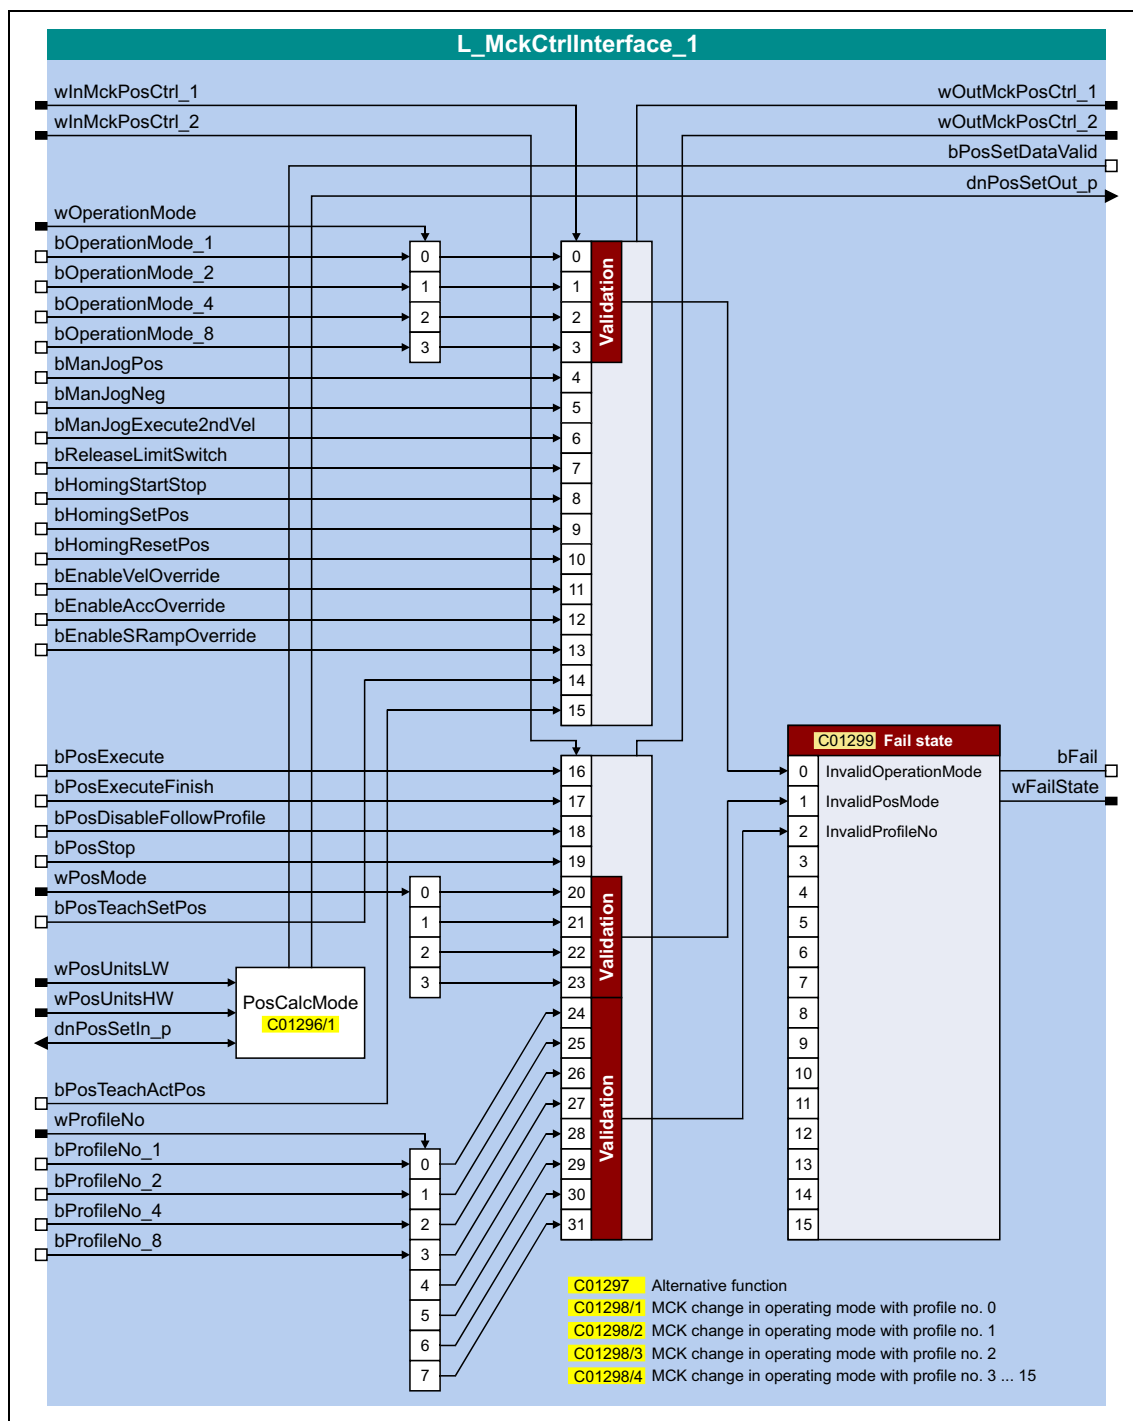 L_MckCtrlInterface_1
wInMckPosCtrl_1
wOutMckPosCtrl_1
wInMckPosCtrl_2
wOutMckPosCtrl_2
bPosSetDataValid
dnPosSetOut_p
wOperationMode
bOperationMode_1
0
0
bOperationMode_2
1
1
bOperationMode_4
2
2
bOperationMode_8
3
3
Validation
bManJogPos
4
bManJogNeg
5
bManJogExecute2ndVel
6
bReleaseLimitSwitch
7
bHomingStartStop
8
bHomingSetPos
9
bHomingResetPos
10
bEnableVelOverride
11
bEnableAccOverride
12
bEnableSRampOverride
13
14
15
C01299 Fail state
bPosExecute
16
0 InvalidOperationMode
bFail
bPosExecuteFinish
17
1 InvalidPosMode
wFailState
bPosDisableFollowProfile
18
2 InvalidProfileNo
bPosStop
19
3
wPosMode
0
20
4
bPosTeachSetPos
1
21
5
2
22
6
3
23
7
Validation
wPosUnitsLW
wPosUnitsHW
dnPosSetIn_p
PosCalcMode
C01296/1
24
8
25
9
26
10
bPosTeachActPos
27
11
wProfileNo
28
12
bProfileNo_1
0
29
13
bProfileNo_2
1
30
14
bProfileNo_4
2
31
15
Validation
bProfileNo_8
3
4
5
6
7
C01297 Alternative function
C01298/1 MCK change in operating mode with profile no. 0
C01298/2 MCK change in operating mode with profile no. 1
C01298/3 MCK change in operating mode with profile no. 2
C01298/4 MCK change in operating mode with profile no. 3 ... 15